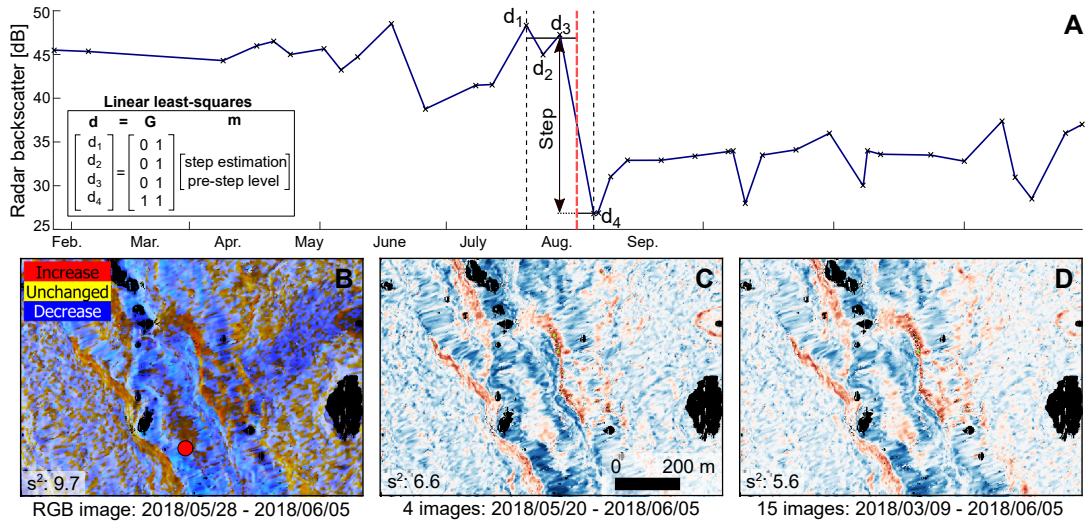 Radar backscatter [dB]
50
45
40
35
30
25
A
d1
d3
d2
Step
d4
Linear least-squares
d = G m
d1 0 1
d2 0 1 step estimation
d3 = 0 1 pre-step level
d4 1 1
Feb. Mar. Apr. May June July Aug. Sep.
Increase
Unchanged
Decrease
B
s2: 9.7
RGB image: 2018/05/28 - 2018/06/05
C
0 200 m
s2: 6.6
4 images: 2018/05/20 - 2018/06/05
D
s2: 5.6
15 images: 2018/03/09 - 2018/06/05